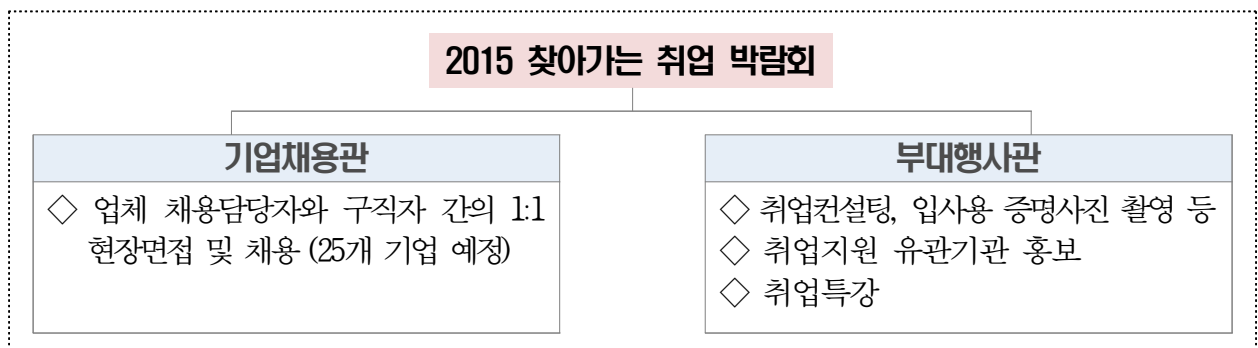 2015 찾아가는 취업 박람회
기업채용관
◇ 업체 채용담당자와 구직자 간의 1:1
현장면접 및 채용 (25개 기업 예정)
부대행사관
◇ 취업컨설팅, 입사용 증명사진 촬영 등
◇ 취업지원 유관기관 홍보
◇ 취업특강